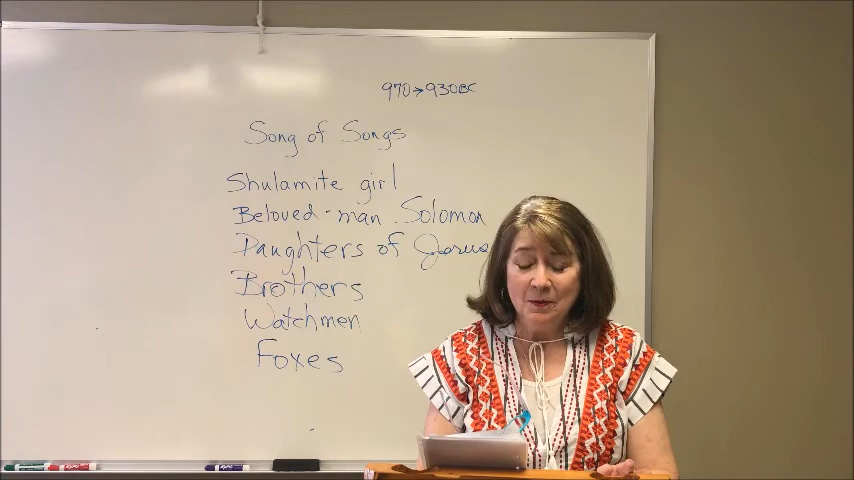 970→930BC
Song of Songs
Shulamite girl
Beloved - man Solomon
Daughters of Jerus
Brothers
Watchmen
Foxes